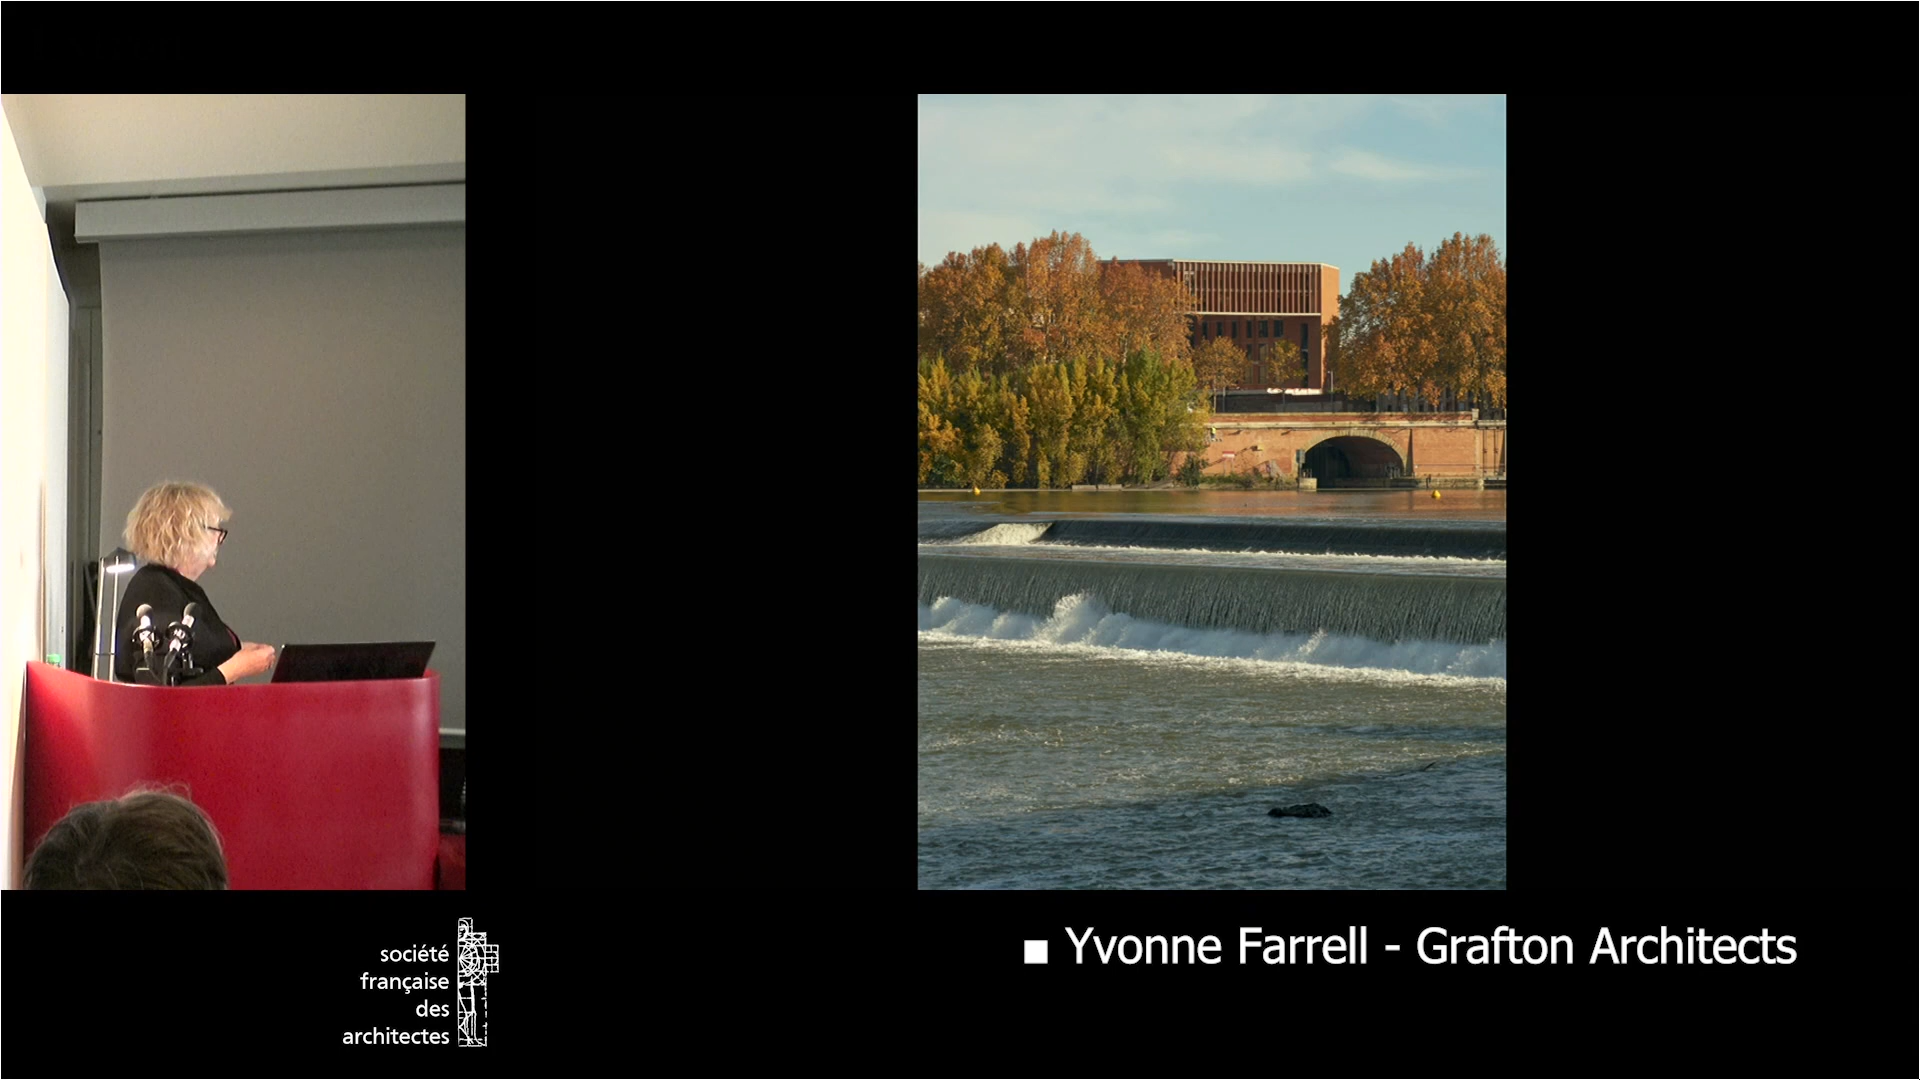 société
française
des
architectes
■ Yvonne Farrell - Grafton Architects